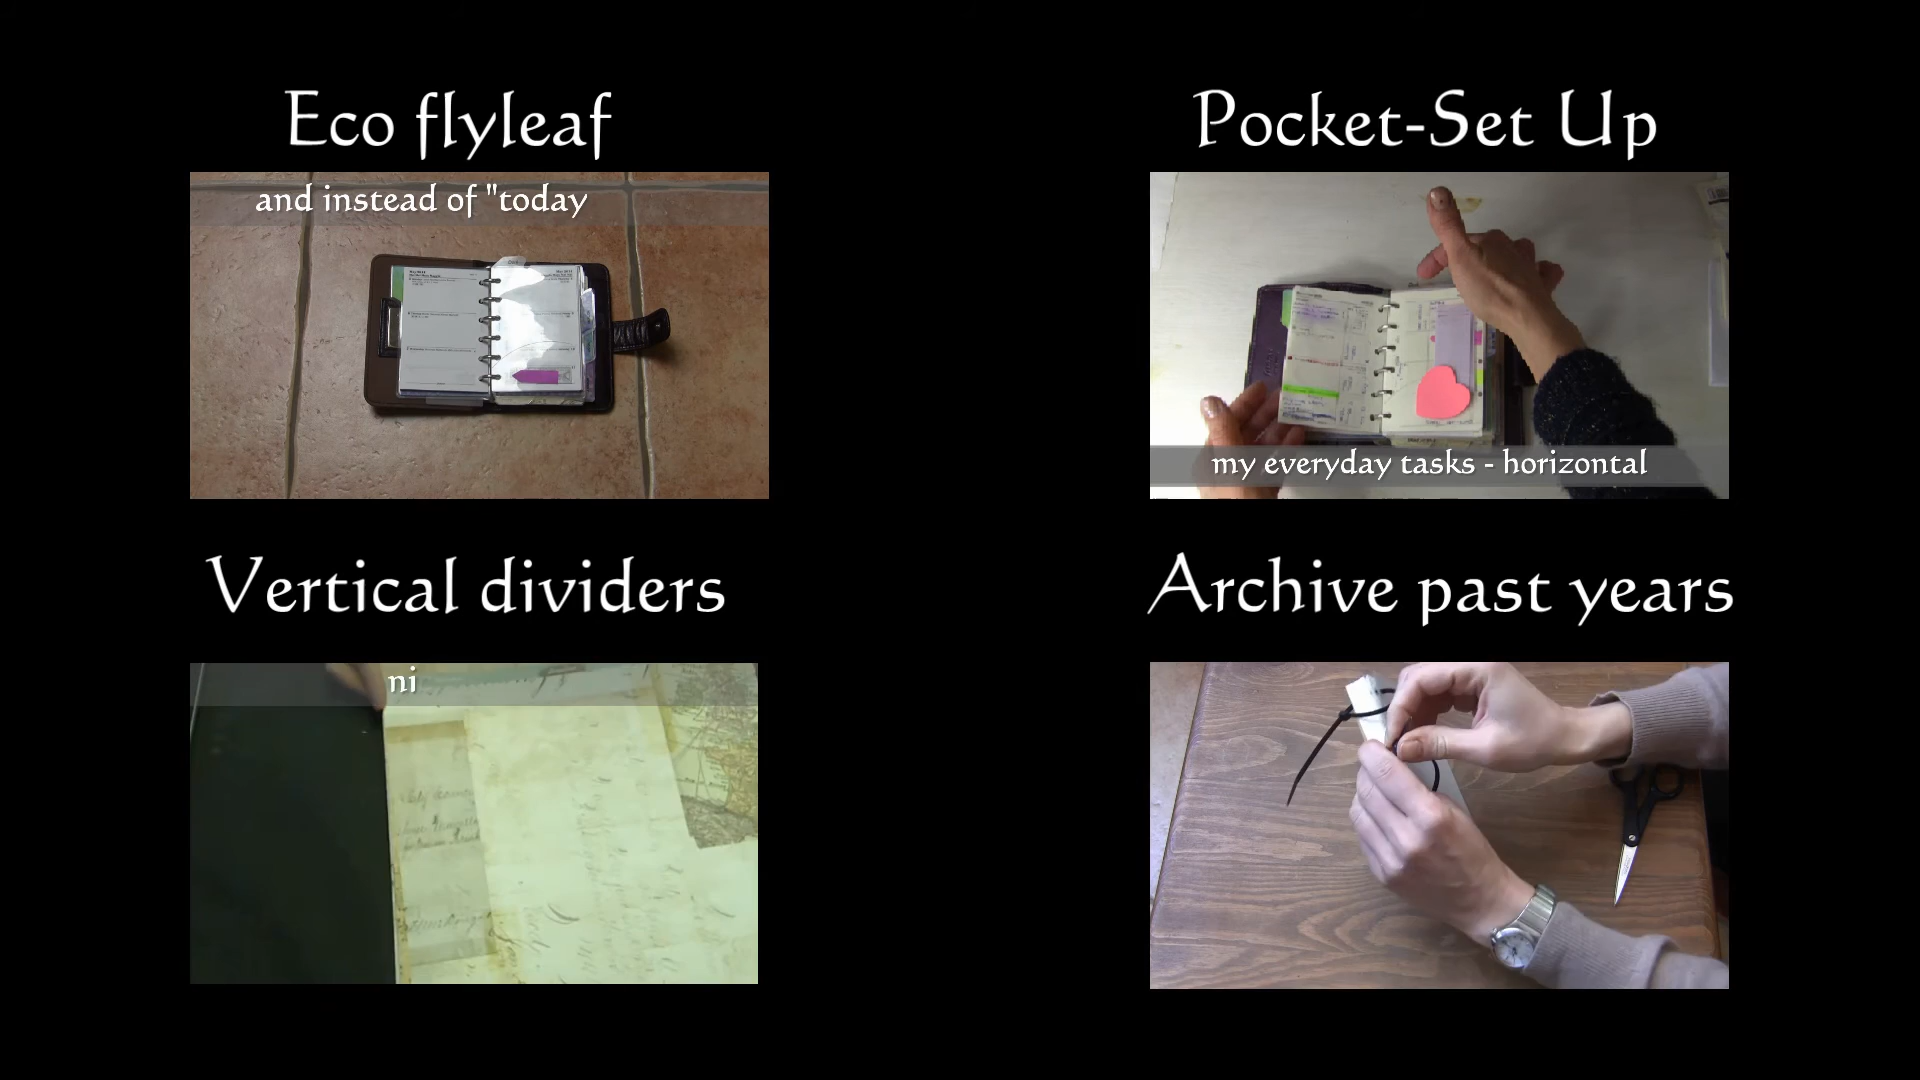 Eco flyleaf
and instead of "today
Pocket-Set Up
my everyday tasks - horizontal
Vertical dividers
ni
Archive past years